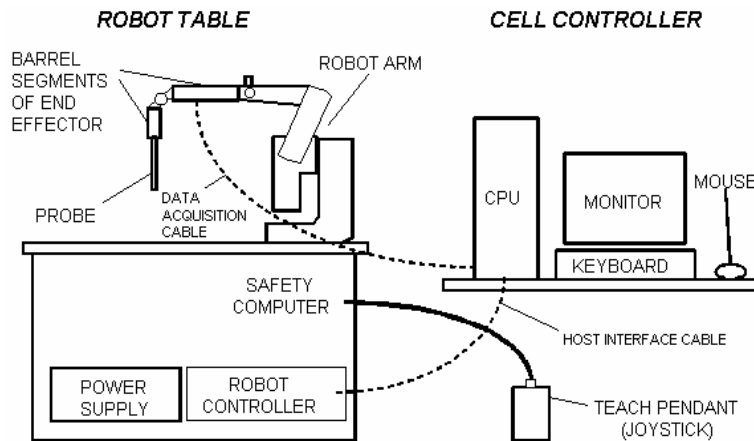 ROBOT TABLE
CELL CONTROLLER
BARREL
SEGMENTS
OF END
EFFECTOR
ROBOT ARM
PROBE
DATA
ACQUISITION
CABLE
CPU
MONITOR
MOUSE
KEYBOARD
SAFETY
COMPUTER
HOST INTERFACE CABLE
POWER
SUPPLY
ROBOT
CONTROLLER
TEACH PENDANT
(JOYSTICK)